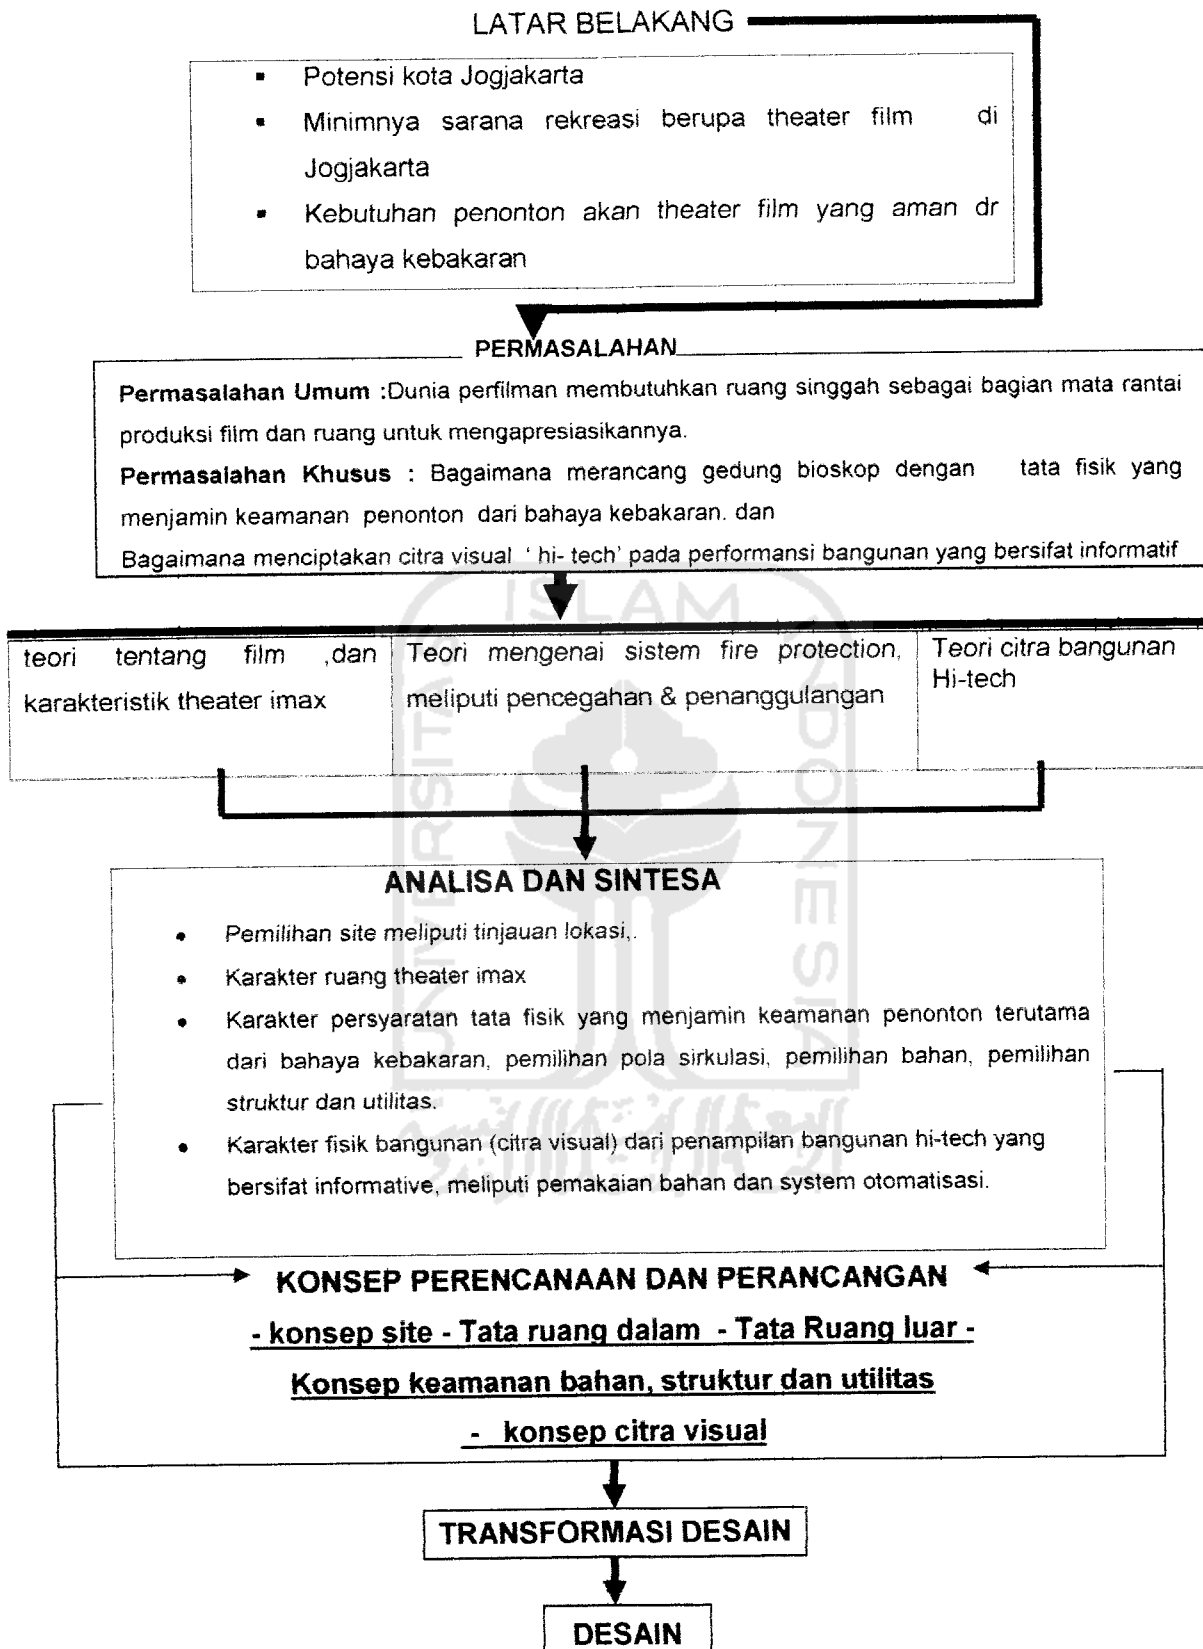 LATAR BELAKANG
▪ Potensi kota Jogjakarta
▪ Minimnya sarana rekreasi berupa theater film di
Jogjakarta
▪ Kebutuhan penonton akan theater film yang aman dr
bahaya kebakaran
PERMASALAHAN
Permasalahan Umum :Dunia perfilman membutuhkan ruang singgah sebagai bagian mata rantai
produksi film dan ruang untuk mengapresiasikannya.
Permasalahan Khusus : Bagaimana merancang gedung bioskop dengan tata fisik yang
menjamin keamanan penonton dari bahaya kebakaran. dan
Bagaimana menciptakan citra visual ' hi- tech' pada performansi bangunan yang bersifat informatif
teori tentang film ,dan
karakteristik theater imax
Teori mengenai sistem fire protection,
meliputi pencegahan & penanggulangan
Teori citra bangunan
Hi-tech
ANALISA DAN SINTESA
• Pemilihan site meliputi tinjauan lokasi,.
• Karakter ruang theater imax
• Karakter persyaratan tata fisik yang menjamin keamanan penonton terutama
dari bahaya kebakaran, pemilihan pola sirkulasi, pemilihan bahan, pemilihan
struktur dan utilitas.
• Karakter fisik bangunan (citra visual) dari penampilan bangunan hi-tech yang
bersifat informative, meliputi pemakaian bahan dan system otomatisasi.
KONSEP PERENCANAAN DAN PERANCANGAN
- konsep site - Tata ruang dalam - Tata Ruang luar -
Konsep keamanan bahan, struktur dan utilitas
- konsep citra visual
TRANSFORMASI DESAIN
DESAIN
UNIVERSITAS
ISLAM
INDONESIA